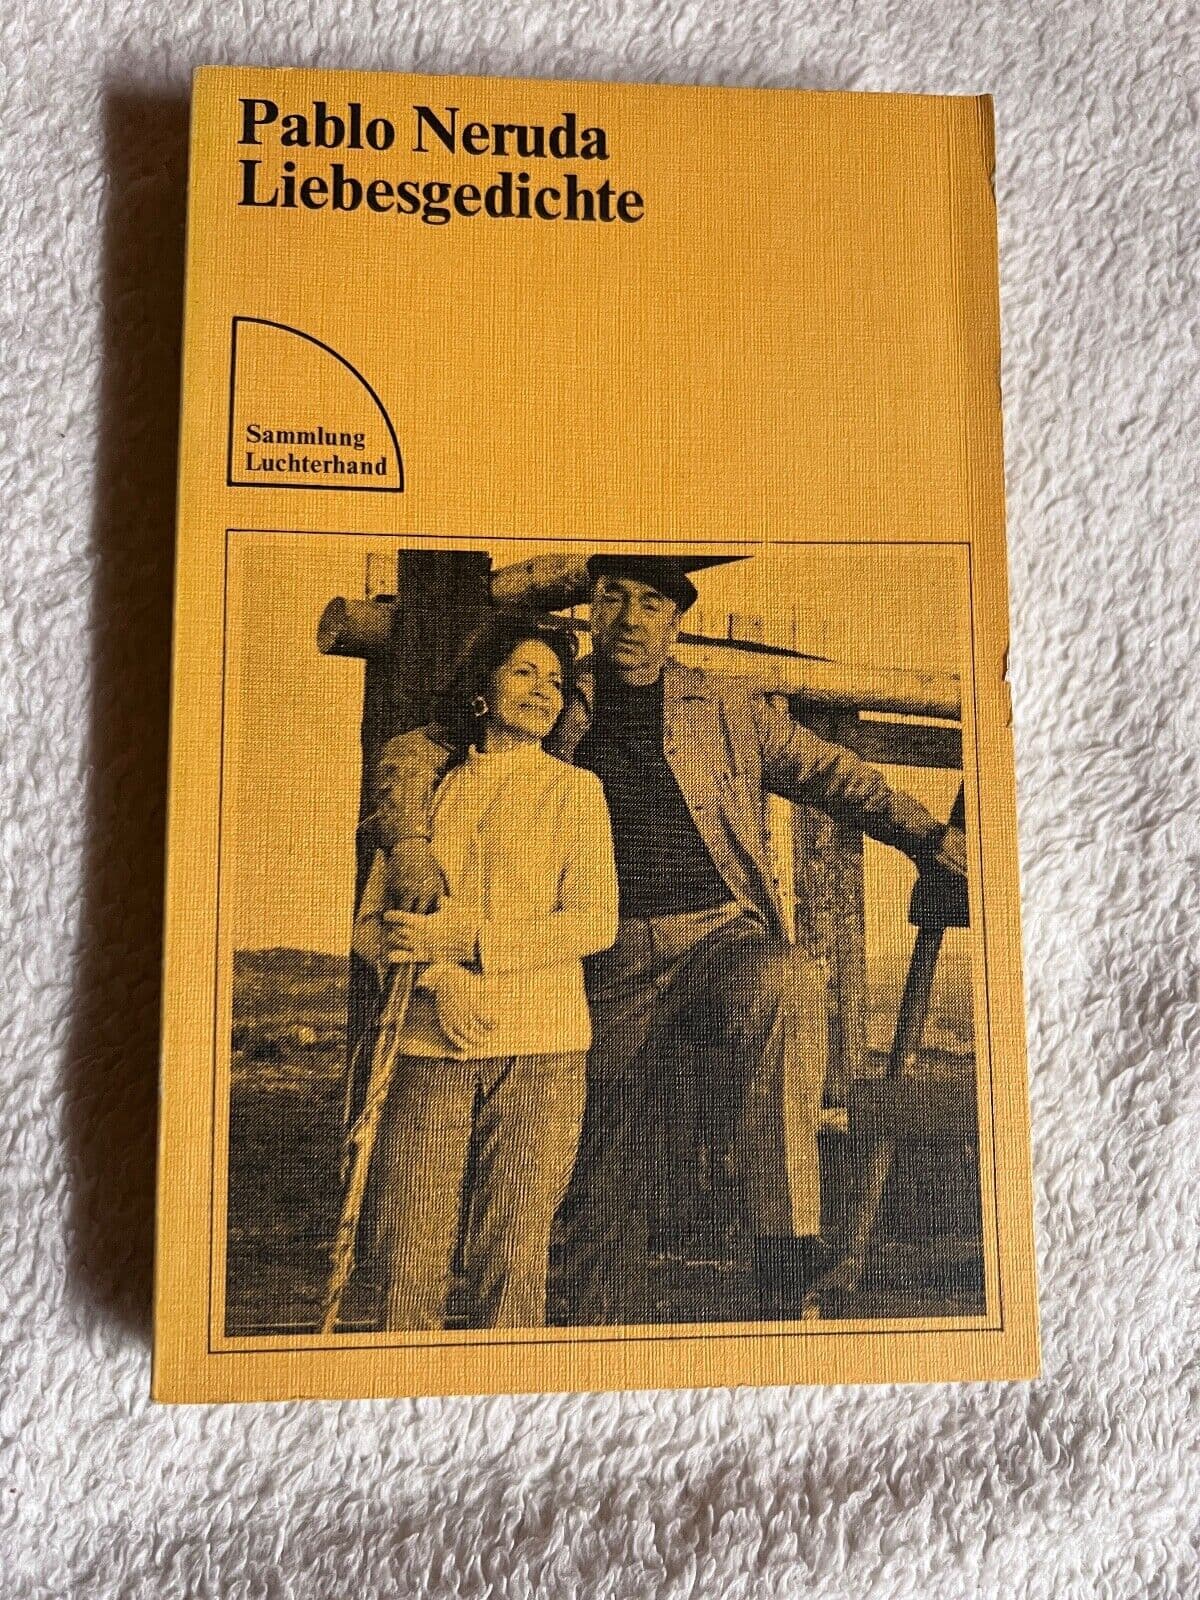 Pablo Neruda
Liebesgedichte
Sammlung
Luchterhand